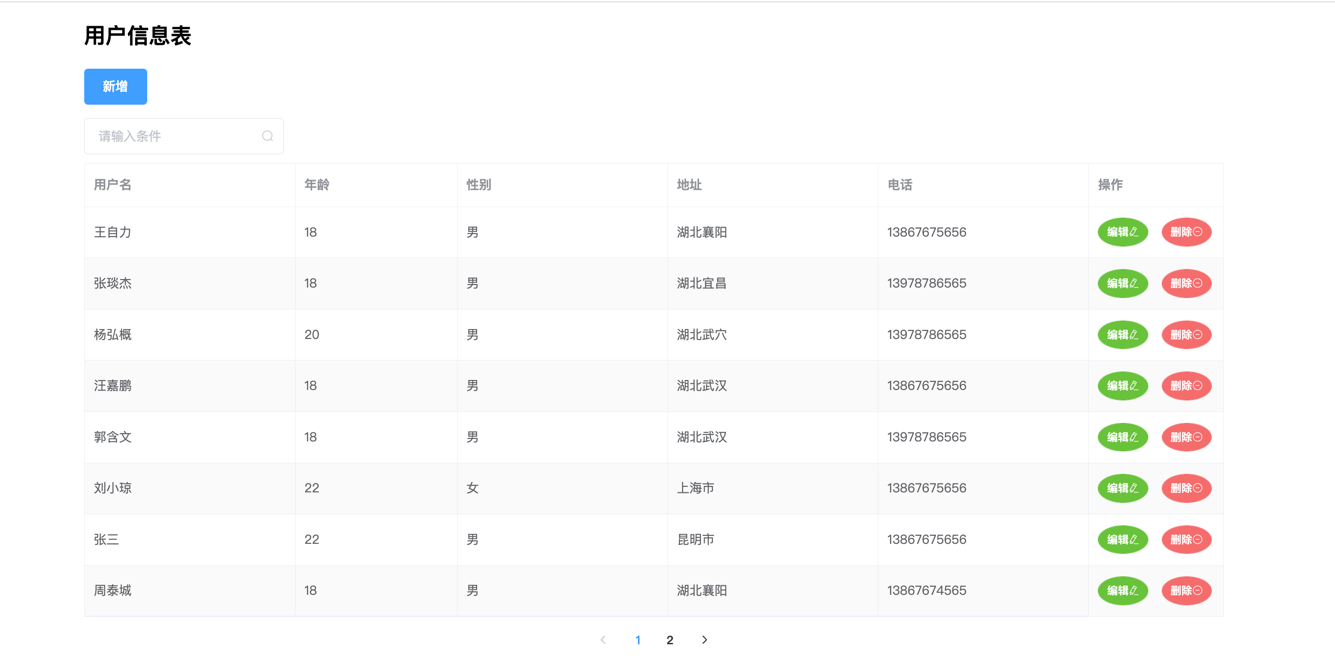 用户信息表
新增
请输入条件
用户名 年龄 性别 地址 电话 操作
王自力 18 男 湖北襄阳 13867675656 编辑 删除
张琰杰 18 男 湖北宜昌 13978786565 编辑 删除
杨弘概 20 男 湖北武穴 13978786565 编辑 删除
汪嘉鹏 18 男 湖北武汉 13867675656 编辑 删除
郭含文 18 男 湖北武汉 13978786565 编辑 删除
刘小琼 22 女 上海市 13867675656 编辑 删除
张三 22 男 昆明市 13867675656 编辑 删除
周泰城 18 男 湖北襄阳 13867674565 编辑 删除
1 2